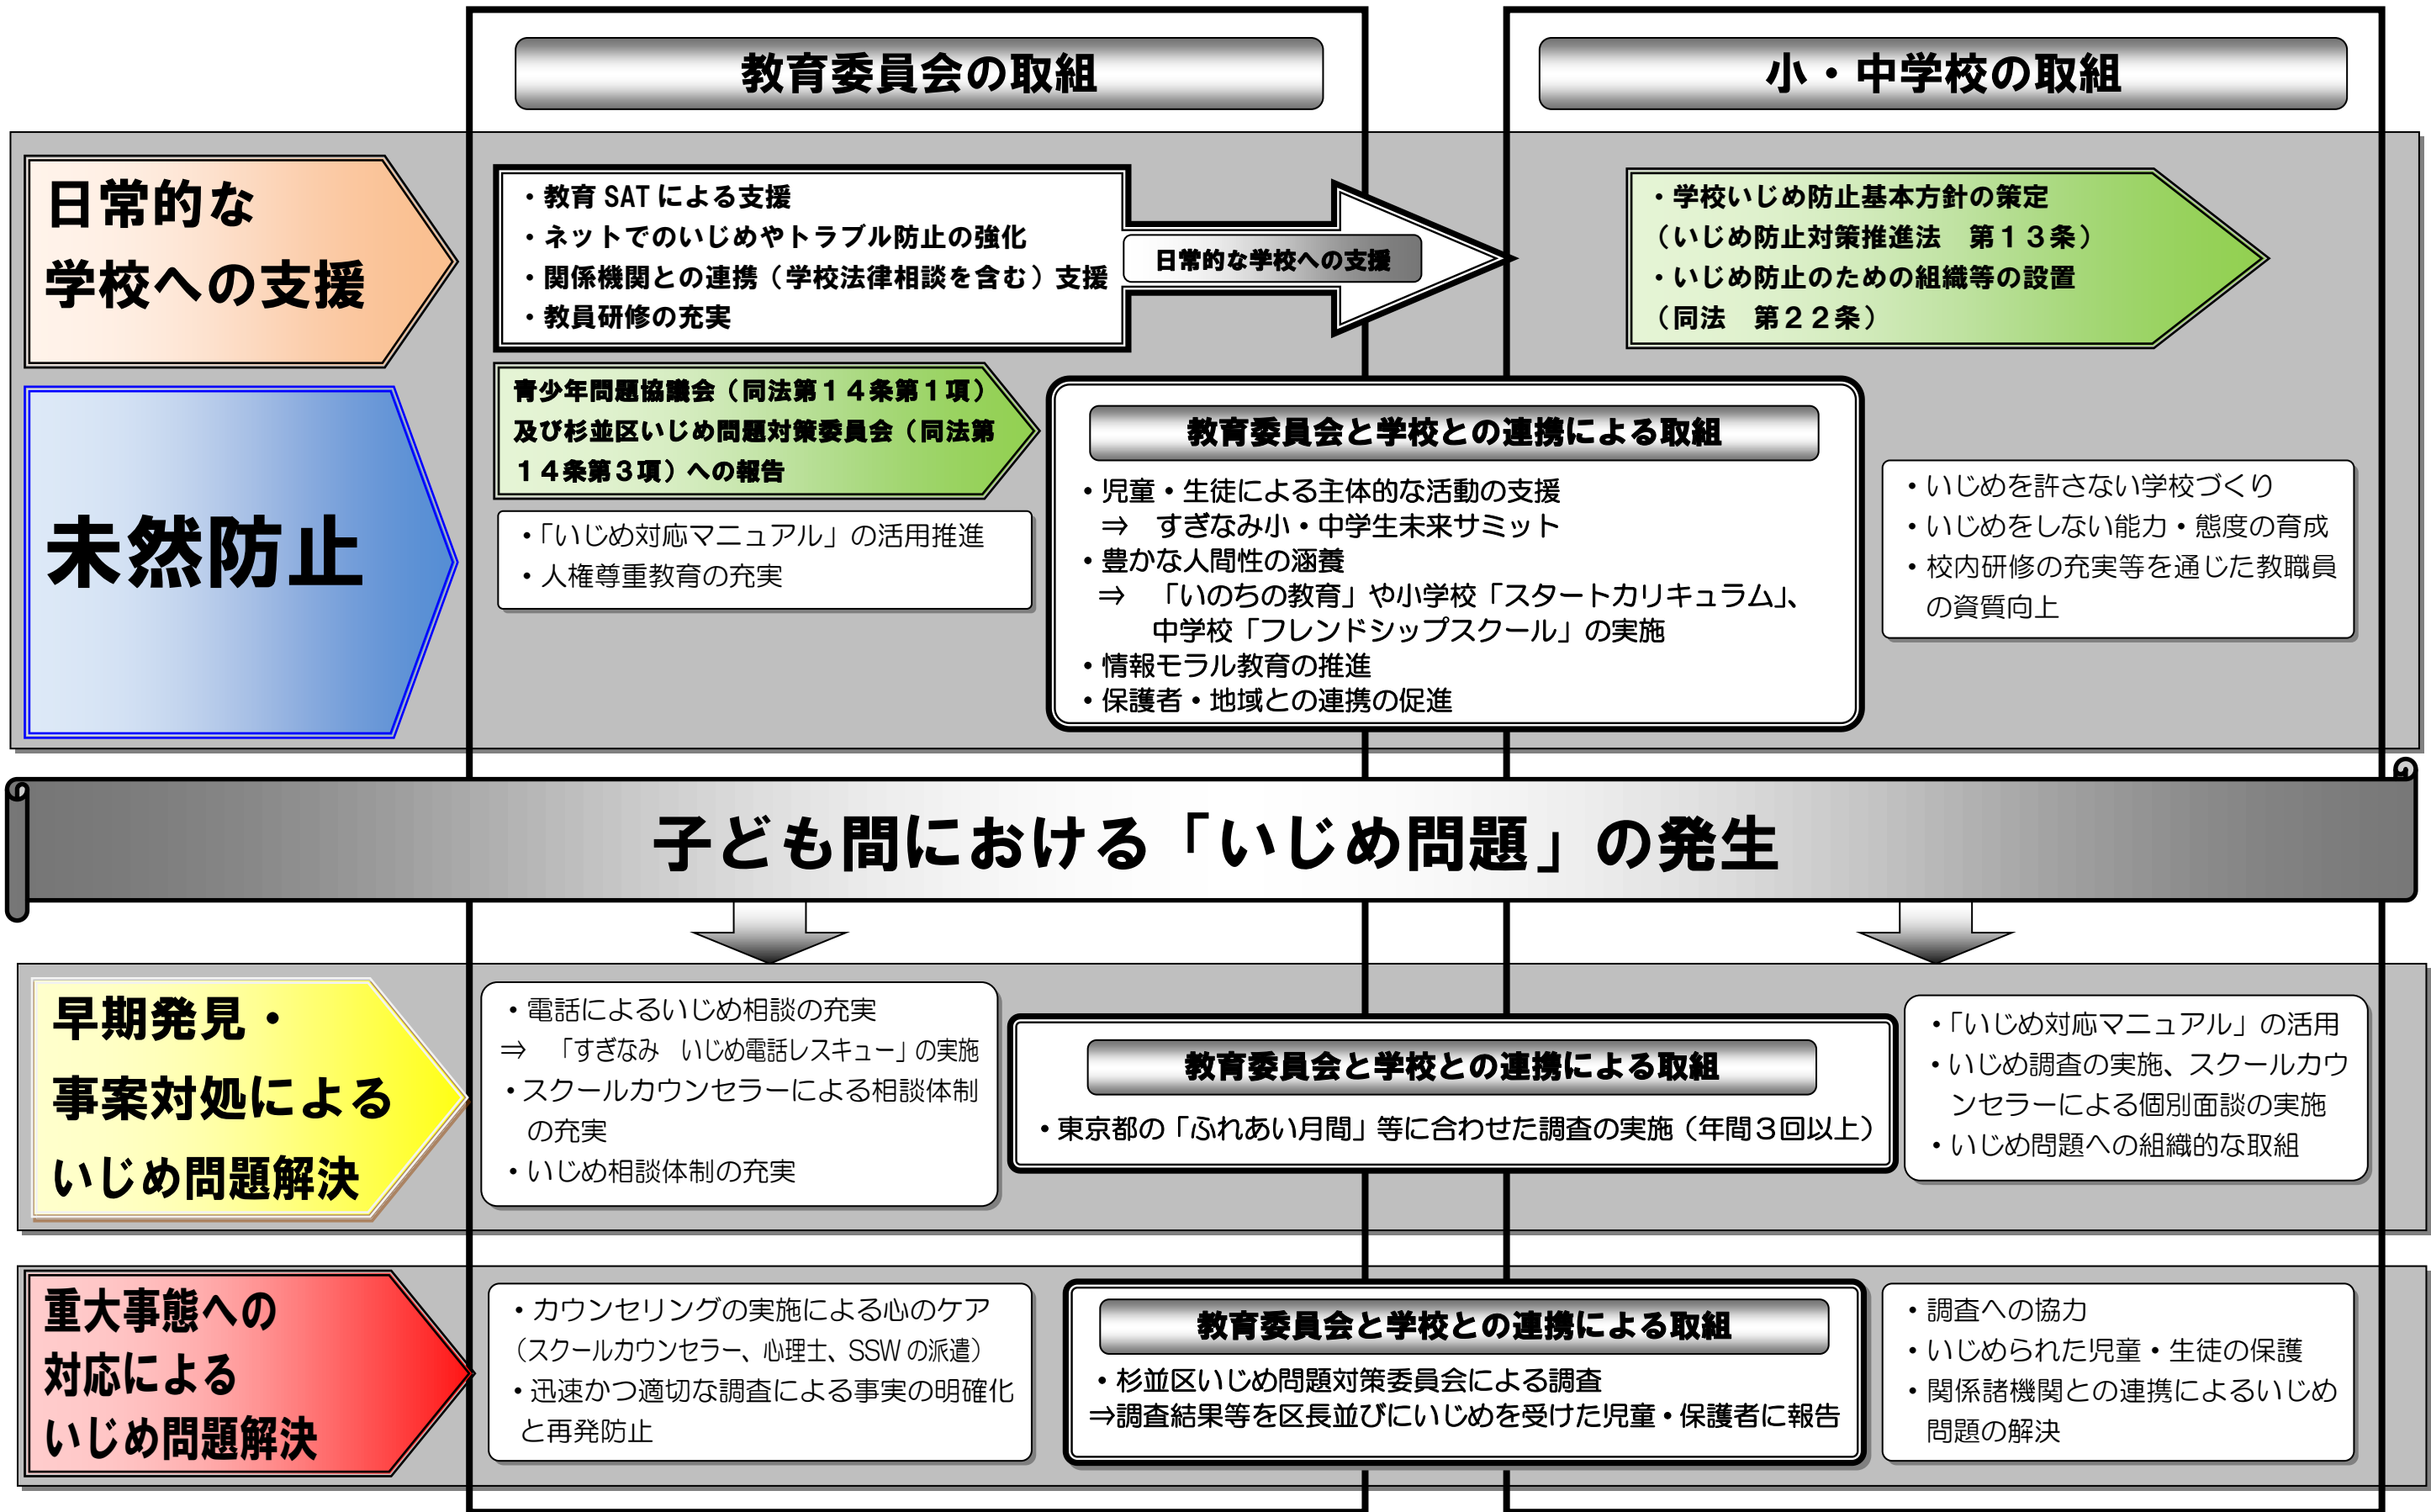 教育委員会の取組
小・中学校の取組
日常的な
学校への支援
・教育 SAT による支援
・ネットでのいじめやトラブル防止の強化
・関係機関との連携（学校法律相談を含む）支援
・教員研修の充実
日常的な学校への支援
・学校いじめ防止基本方針の策定
（いじめ防止対策推進法　第１３条）
・いじめ防止のための組織等の設置
（同法　第２２条）
未然防止
青少年問題協議会（同法第１４条第１項）
及び杉並区いじめ問題対策委員会（同法第
１４条第３項）への報告
・「いじめ対応マニュアル」の活用推進
・人権尊重教育の充実
教育委員会と学校との連携による取組
・児童・生徒による主体的な活動の支援
⇒　すぎなみ小・中学生未来サミット
・豊かな人間性の涵養
⇒　「いのちの教育」や小学校「スタートカリキュラム」、
中学校「フレンドシップスクール」の実施
・情報モラル教育の推進
・保護者・地域との連携の促進
・いじめを許さない学校づくり
・いじめをしない能力・態度の育成
・校内研修の充実等を通じた教職員
の資質向上
子ども間における「いじめ問題」の発生
早期発見・
事案対処による
いじめ問題解決
・電話によるいじめ相談の充実
⇒　「すぎなみ　いじめ電話レスキュー」の実施
・スクールカウンセラーによる相談体制
の充実
・いじめ相談体制の充実
教育委員会と学校との連携による取組
・東京都の「ふれあい月間」等に合わせた調査の実施（年間３回以上）
・「いじめ対応マニュアル」の活用
・いじめ調査の実施、スクールカウ
ンセラーによる個別面談の実施
・いじめ問題への組織的な取組
重大事態への
対応による
いじめ問題解決
・カウンセリングの実施による心のケア
（スクールカウンセラー、心理士、SSW の派遣）
・迅速かつ適切な調査による事実の明確化
と再発防止
教育委員会と学校との連携による取組
・杉並区いじめ問題対策委員会による調査
⇒調査結果等を区長並びにいじめを受けた児童・保護者に報告
・調査への協力
・いじめられた児童・生徒の保護
・関係諸機関との連携によるいじめ
問題の解決